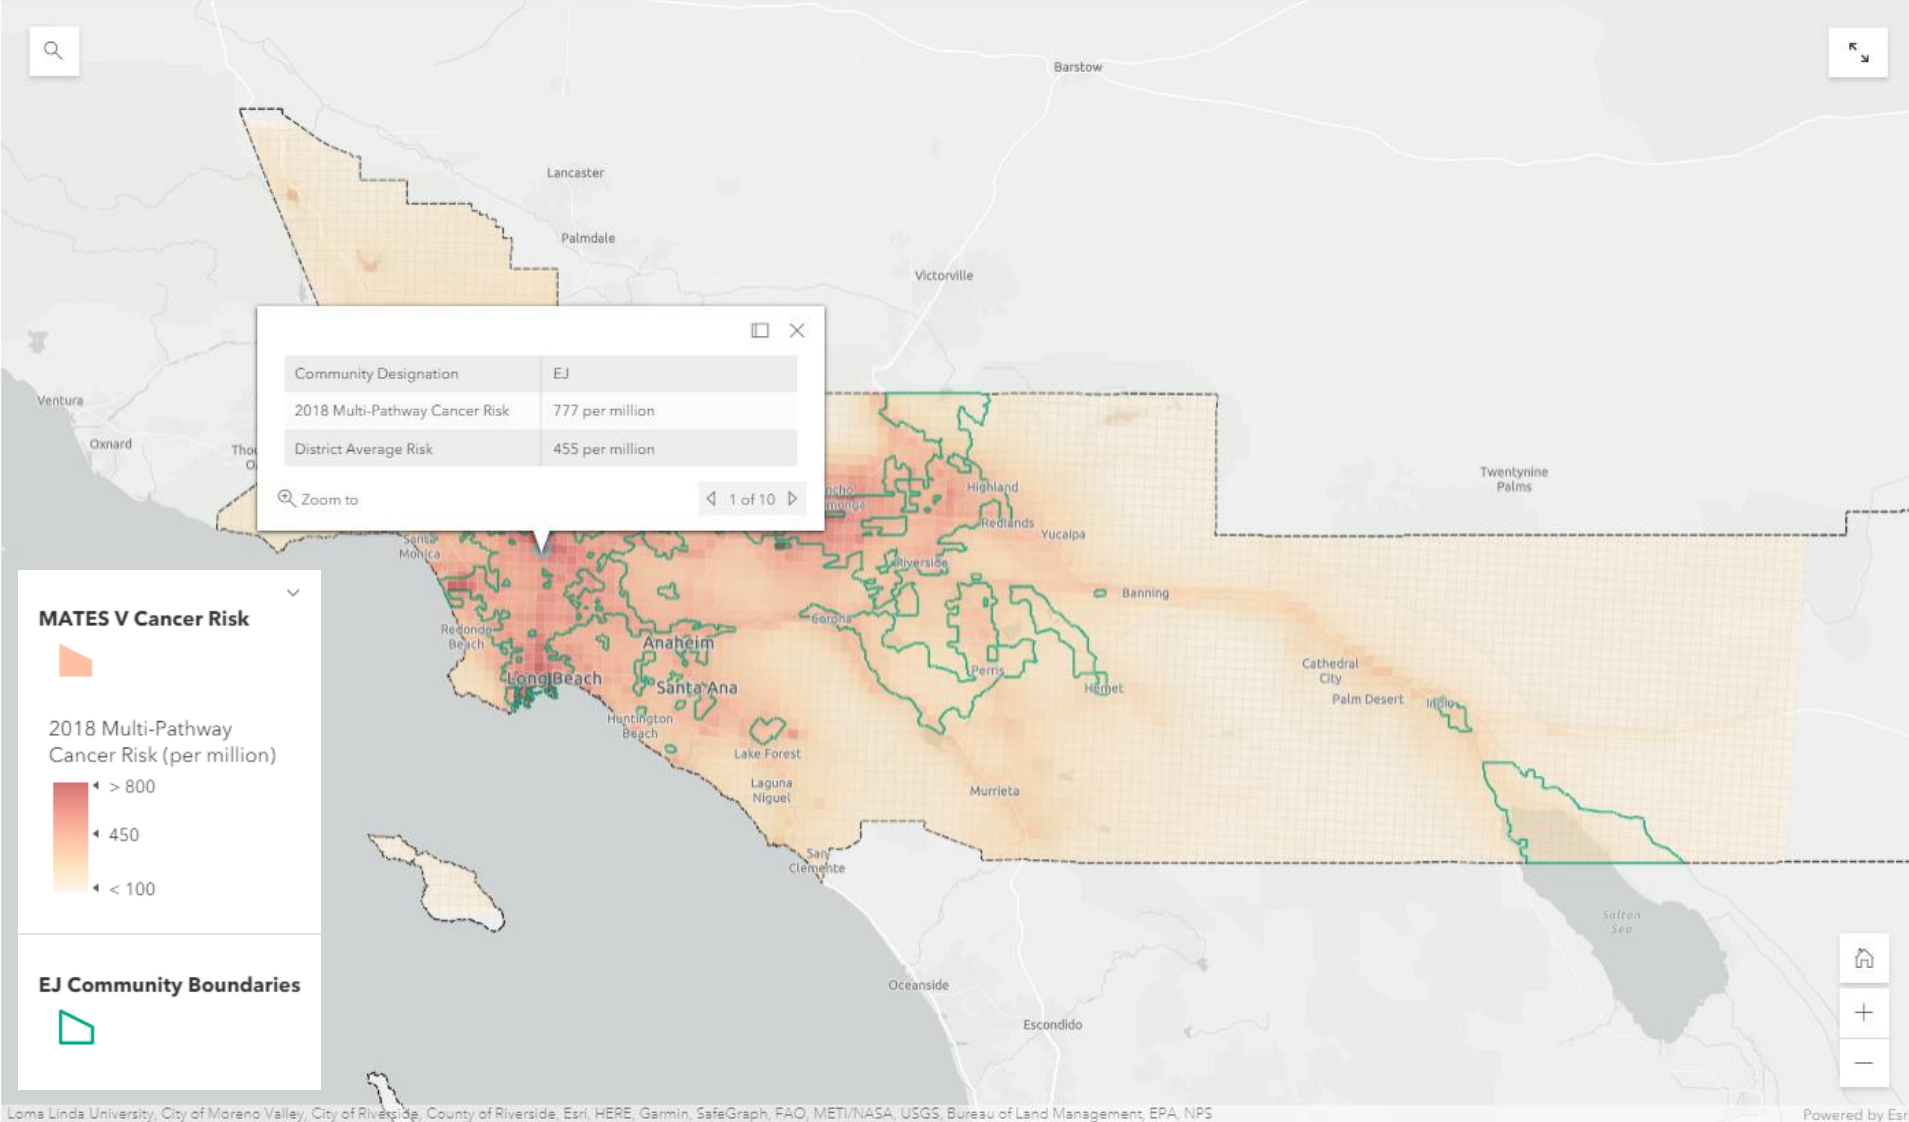 Barstow
Lancaster
Palmdale
Victorville
Ventura
Oxnard
Community Designation EJ
2018 Multi-Pathway Cancer Risk 777 per million
District Average Risk 455 per million
Zoom to
1 of 10
Twentynine
Palms
Highland
Redlands
Yucaipa
Santa
Monica
Riverside
Banning
Corona
Redondo
Beach
Anaheim
Long Beach
Santa Ana
Perris
Hemet
Cathedral
City
Palm Desert
Indio
Huntington
Beach
Lake Forest
Laguna
Niguel
Murrieta
San
Clemente
Salton
Sea
Oceanside
Escondido
MATES V Cancer Risk
2018 Multi-Pathway
Cancer Risk (per million)
> 800
450
< 100
EJ Community Boundaries
Loma Linda University, City of Moreno Valley, City of Riverside, County of Riverside, Esri, HERE, Garmin, SafeGraph, FAO, METI/NASA, USGS, Bureau of Land Management, EPA, NPS
Powered by Esr